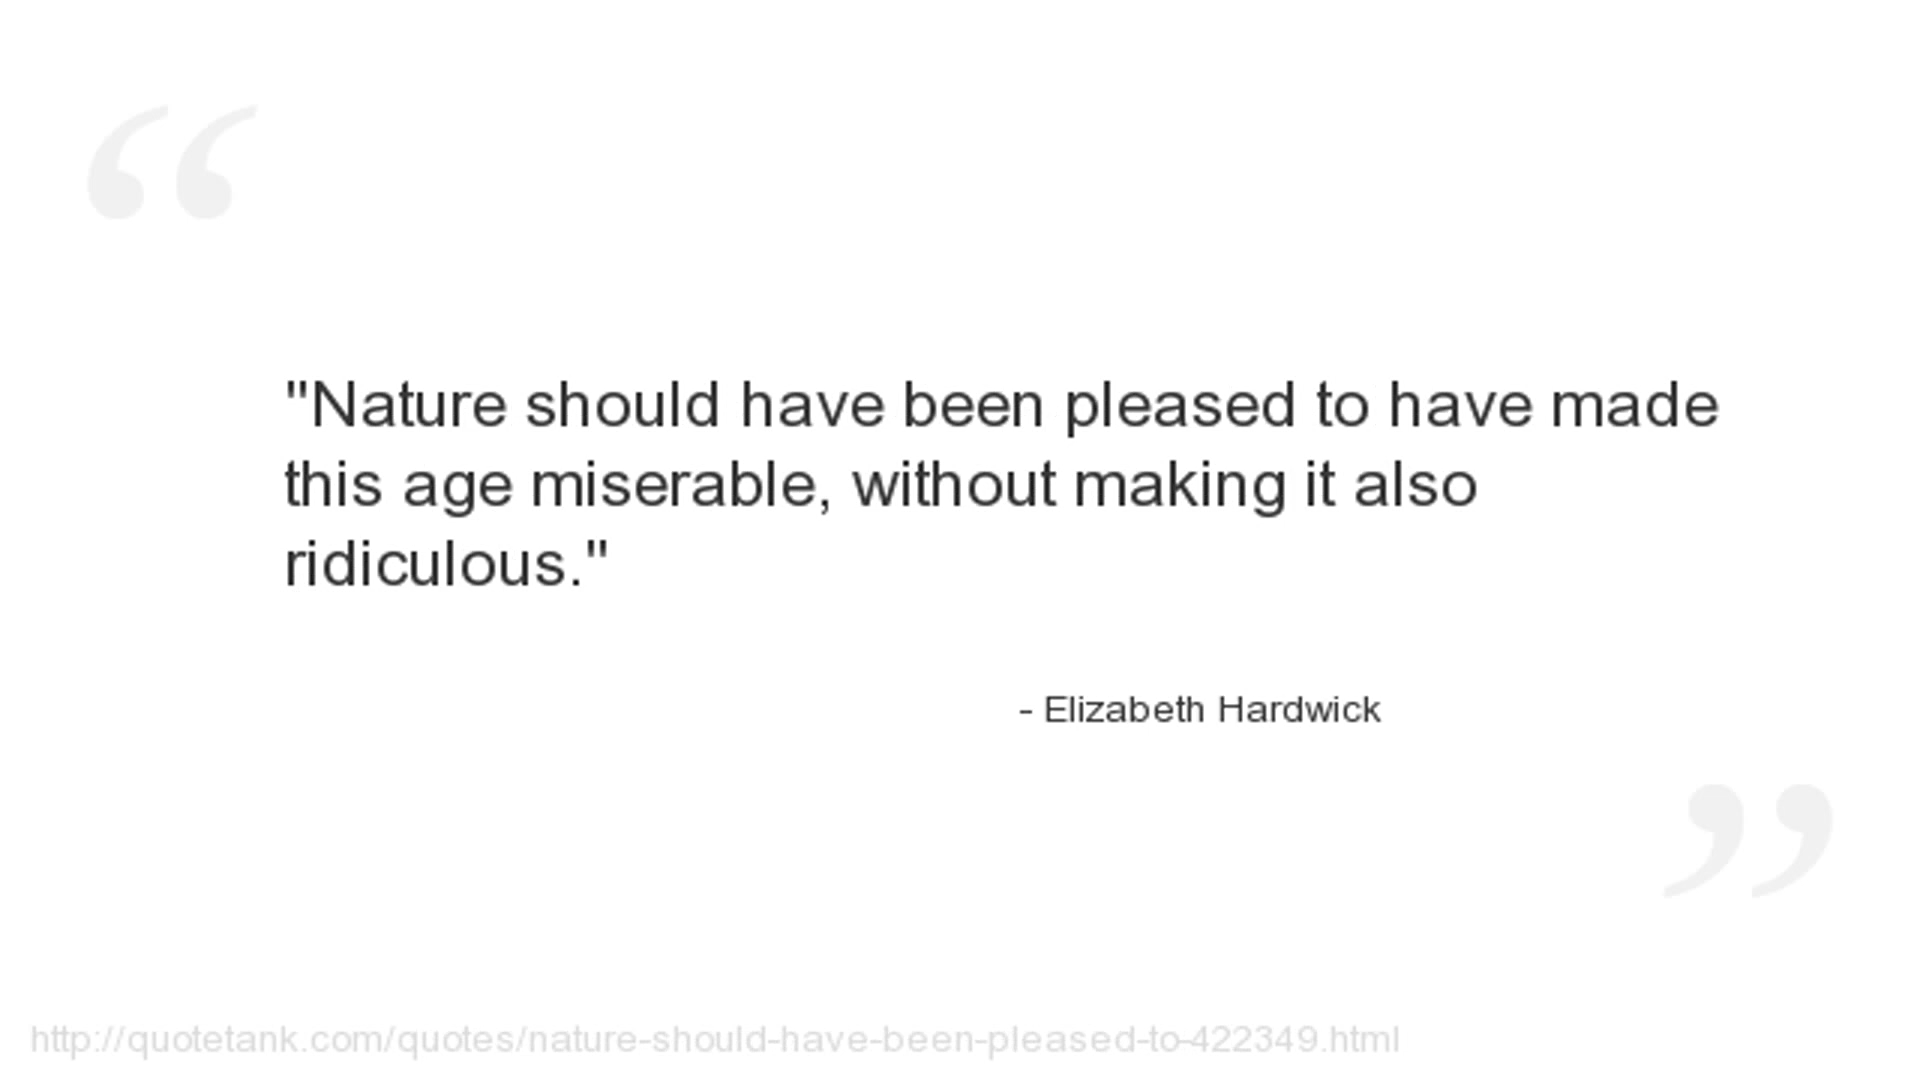 "Nature should have been pleased to have made
this age miserable, without making it also
ridiculous."
- Elizabeth Hardwick
http://quotetank.com/quotes/nature-should-have-been-pleased-to-422349.html